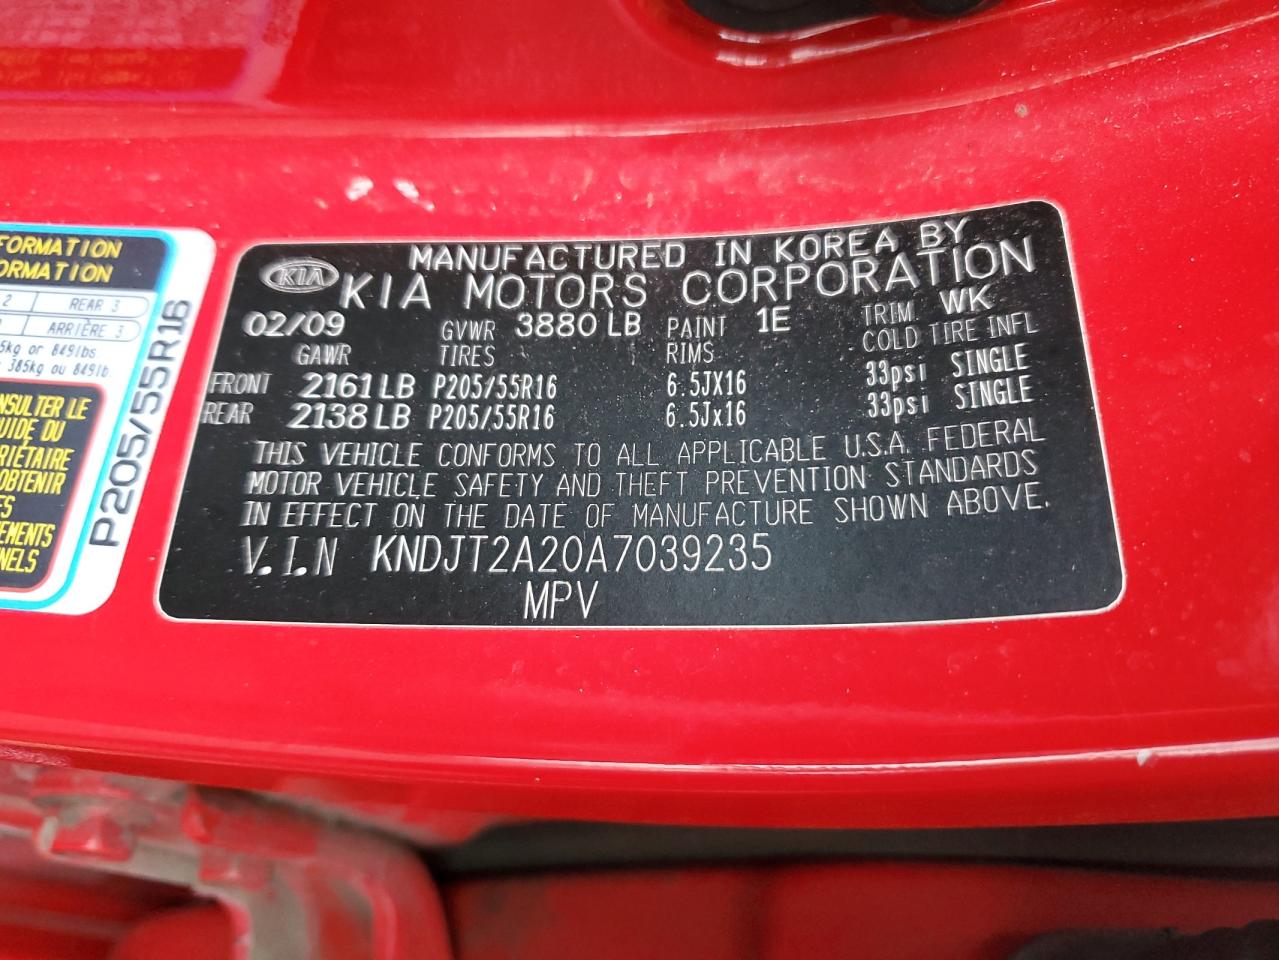 FORMATION
ORMATION
2 REAR 3
ARRIÈRE 3
5kg or 849lbs.
385kg ou 849lb.
NSULTER LE
UIDE DU
RIÉTAIRE
OBTENIR
ES
EMENTS
NELS
P205/55R16
MANUFACTURED IN KOREA BY
KIA KIA MOTORS CORPORATION
02/09 GVWR 3880 LB PAINT 1E TRIM WK
GAWR TIRES RIMS COLD TIRE INFL
FRONT 2161 LB P205/55R16 6.5JX16 33psi SINGLE
REAR 2138 LB P205/55R16 6.5Jx16 33psi SINGLE
THIS VEHICLE CONFORMS TO ALL APPLICABLE U.S.A. FEDERAL
MOTOR VEHICLE SAFETY AND THEFT PREVENTION STANDARDS
IN EFFECT ON THE DATE OF MANUFACTURE SHOWN ABOVE.
V.I.N KNDJT2A20A7039235
MPV